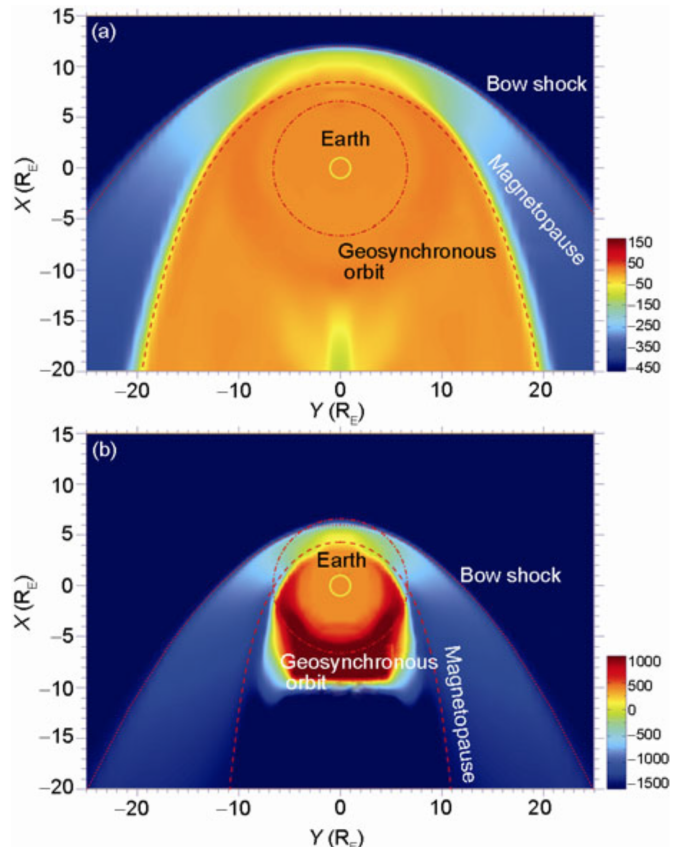 (a)
Bow shock
Earth
Magnetopause
Geosynchronous
orbit
X (R_E)
15
10
5
0
−5
−10
−15
−20
150
50
−50
−150
−250
−350
−450
−20
−10
0
10
20
Y (R_E)
(b)
Earth
Bow shock
Geosynchronous
orbit
Magnetopause
X (R_E)
15
10
5
0
−5
−10
−15
−20
1000
500
0
−500
−1000
−1500
−20
−10
0
10
20
Y (R_E)